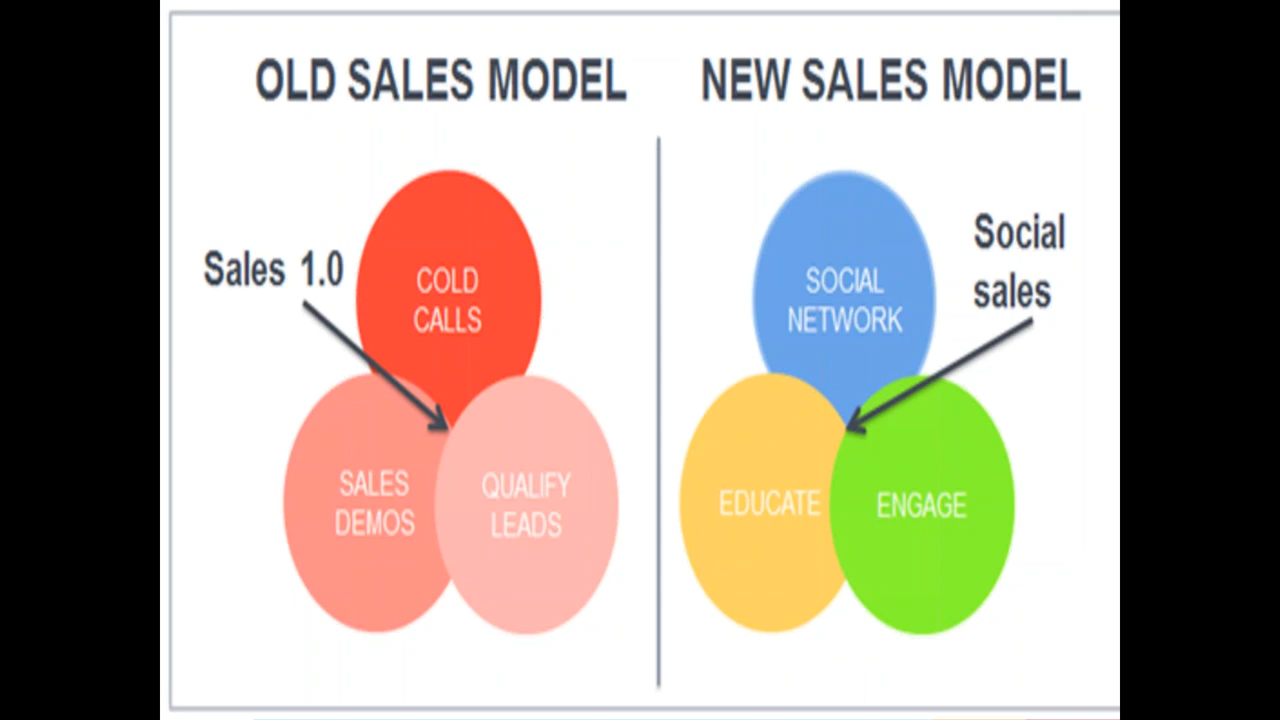 OLD SALES MODEL
Sales 1.0
COLD
CALLS
SALES
DEMOS
QUALIFY
LEADS
NEW SALES MODEL
Social
sales
SOCIAL
NETWORK
EDUCATE
ENGAGE